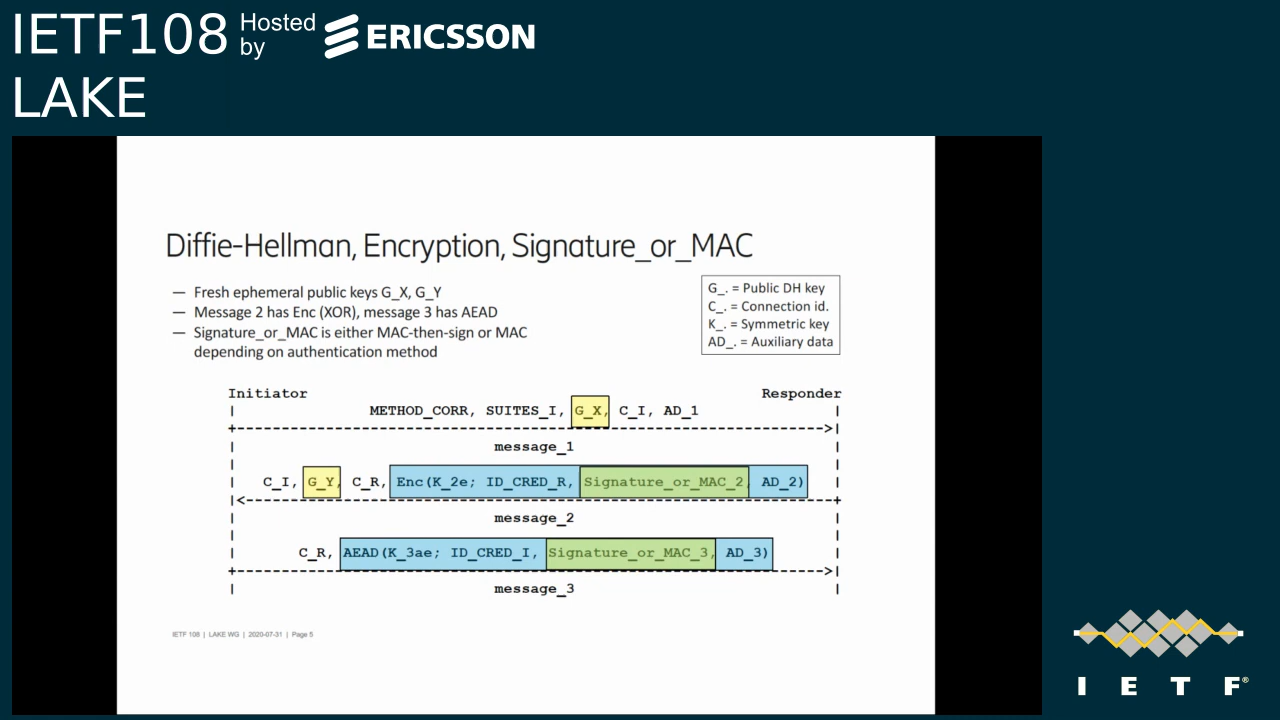 IETF108 Hosted by ERICSSON
LAKE
Diffie-Hellman, Encryption, Signature_or_MAC
— Fresh ephemeral public keys G_X, G_Y
— Message 2 has Enc (XOR), message 3 has AEAD
— Signature_or_MAC is either MAC-then-sign or MAC
depending on authentication method
G_. = Public DH key
C_. = Connection id.
K_. = Symmetric key
AD_. = Auxiliary data
Initiator Responder
| METHOD_CORR, SUITES_I, G_X, C_I, AD_1 |
+------------------------------------------------------------------>|
| message_1 |
| C_I, G_Y, C_R, Enc(K_2e; ID_CRED_R, Signature_or_MAC_2, AD_2) |
|<------------------------------------------------------------------+
| message_2 |
| C_R, AEAD(K_3ae; ID_CRED_I, Signature_or_MAC_3, AD_3) |
+------------------------------------------------------------------>|
| message_3 |
IETF 108 | LAKE WG | 2020-07-31 | Page 5
I E T F®